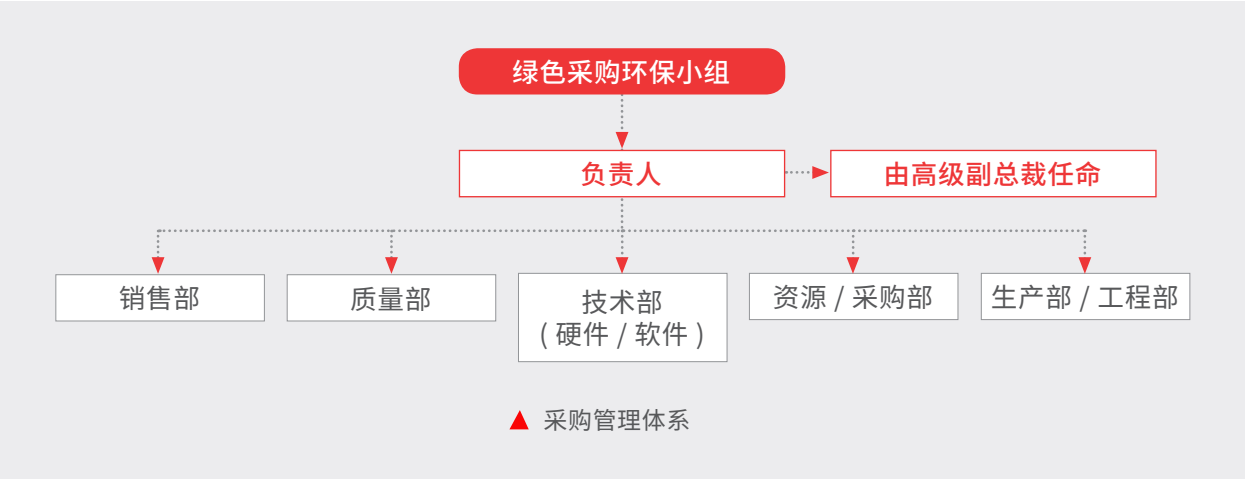 绿色采购环保小组
负责人
由高级副总裁任命
销售部
质量部
技术部
( 硬件 / 软件 )
资源 / 采购部
生产部 / 工程部
▲ 采购管理体系